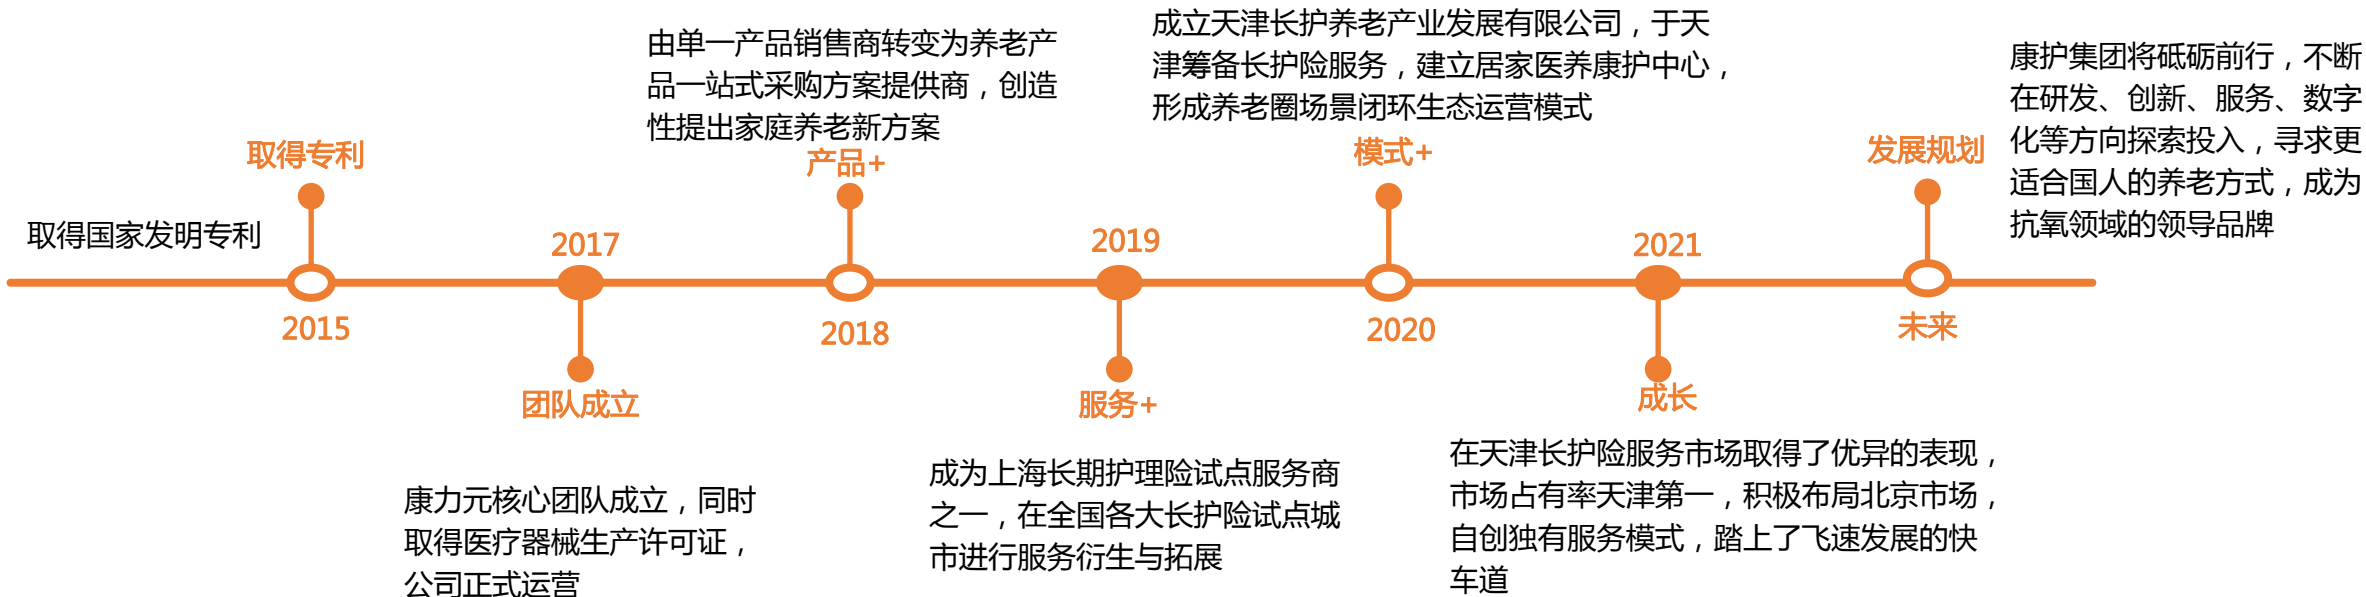 取得专利
取得国家发明专利
2015
2017
团队成立
康力元核心团队成立，同时
取得医疗器械生产许可证，
公司正式运营
由单一产品销售商转变为养老产
品一站式采购方案提供商，创造
性提出家庭养老新方案
产品+
2018
2019
服务+
成为上海长期护理险试点服务商
之一，在全国各大长护险试点城
市进行服务衍生与拓展
成立天津长护养老产业发展有限公司，于天
津筹备长护险服务，建立居家医养康护中心，
形成养老圈场景闭环生态运营模式
模式+
2020
2021
成长
在天津长护险服务市场取得了优异的表现，
市场占有率天津第一，积极布局北京市场，
自创独有服务模式，踏上了飞速发展的快
车道
发展规划
未来
康护集团将砥砺前行，不断
在研发、创新、服务、数字
化等方向探索投入，寻求更
适合国人的养老方式，成为
抗氧领域的领导品牌